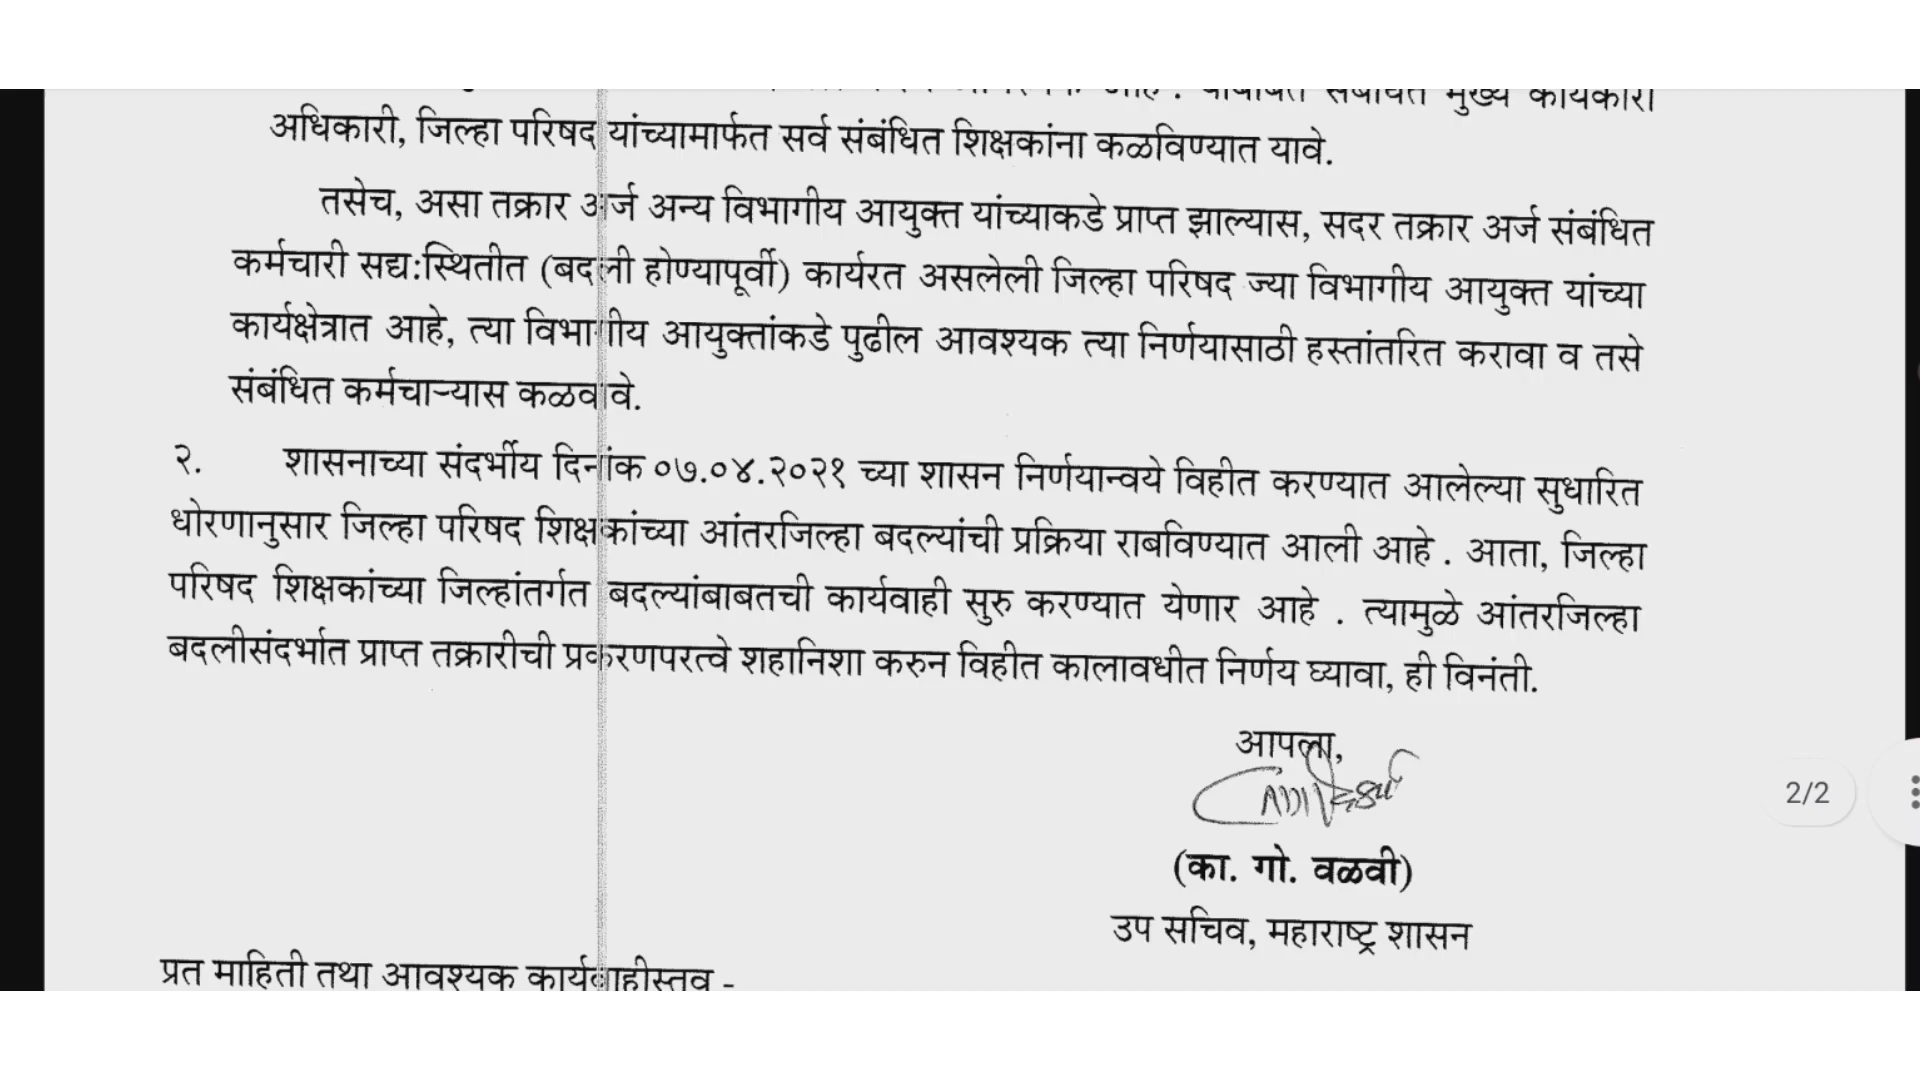 आहे . याबाबत संबंधित मुख्य कार्यकारी
अधिकारी, जिल्हा परिषद यांच्यामार्फत सर्व संबंधित शिक्षकांना कळविण्यात यावे.
तसेच, असा तक्रार अर्ज अन्य विभागीय आयुक्त यांच्याकडे प्राप्त झाल्यास, सदर तक्रार अर्ज संबंधित
कर्मचारी सद्य:स्थितीत (बदली होण्यापूर्वी) कार्यरत असलेली जिल्हा परिषद ज्या विभागीय आयुक्त यांच्या
कार्यक्षेत्रात आहे, त्या विभागीय आयुक्तांकडे पुढील आवश्यक त्या निर्णयासाठी हस्तांतरित करावा व तसे
संबंधित कर्मचाऱ्यास कळवावे.
२. शासनाच्या संदर्भीय दिनांक ०७.०४.२०२१ च्या शासन निर्णयान्वये विहीत करण्यात आलेल्या सुधारित
धोरणानुसार जिल्हा परिषद शिक्षकांच्या आंतरजिल्हा बदल्यांची प्रक्रिया राबविण्यात आली आहे . आता, जिल्हा
परिषद शिक्षकांच्या जिल्हांतर्गत बदल्यांबाबतची कार्यवाही सुरु करण्यात येणार आहे . त्यामुळे आंतरजिल्हा
बदलीसंदर्भात प्राप्त तक्रारीची प्रकरणपरत्वे शहानिशा करुन विहीत कालावधीत निर्णय घ्यावा, ही विनंती.
आपला,
(का. गो. वळवी)
2/2
उप सचिव, महाराष्ट्र शासन
प्रत माहिती तथा आवश्यक कार्यवाहीस्तव -